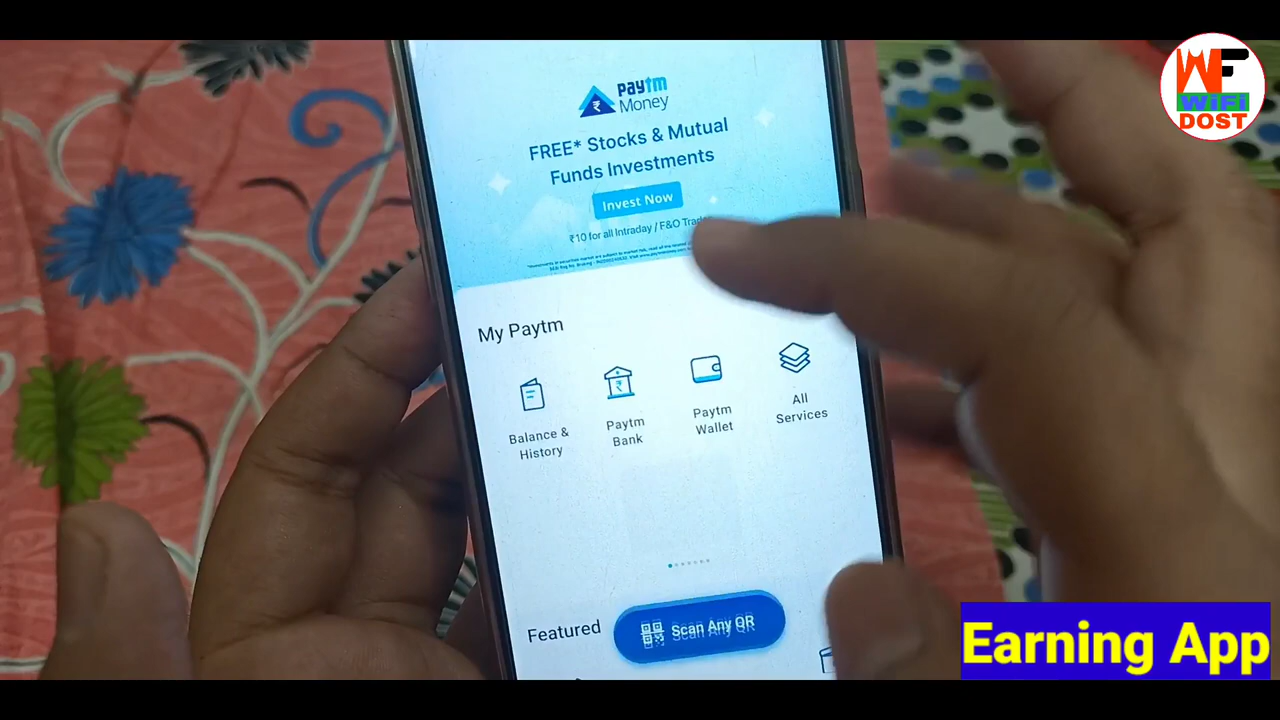 WF
WiFi
DOST
paytm
Money
FREE* Stocks & Mutual
Funds Investments
Invest Now
₹10 for all Intraday / F&O
My Paytm
Balance &
History
Paytm
Bank
Paytm
Wallet
All
Services
Featured
Scan Any QR
Earning App